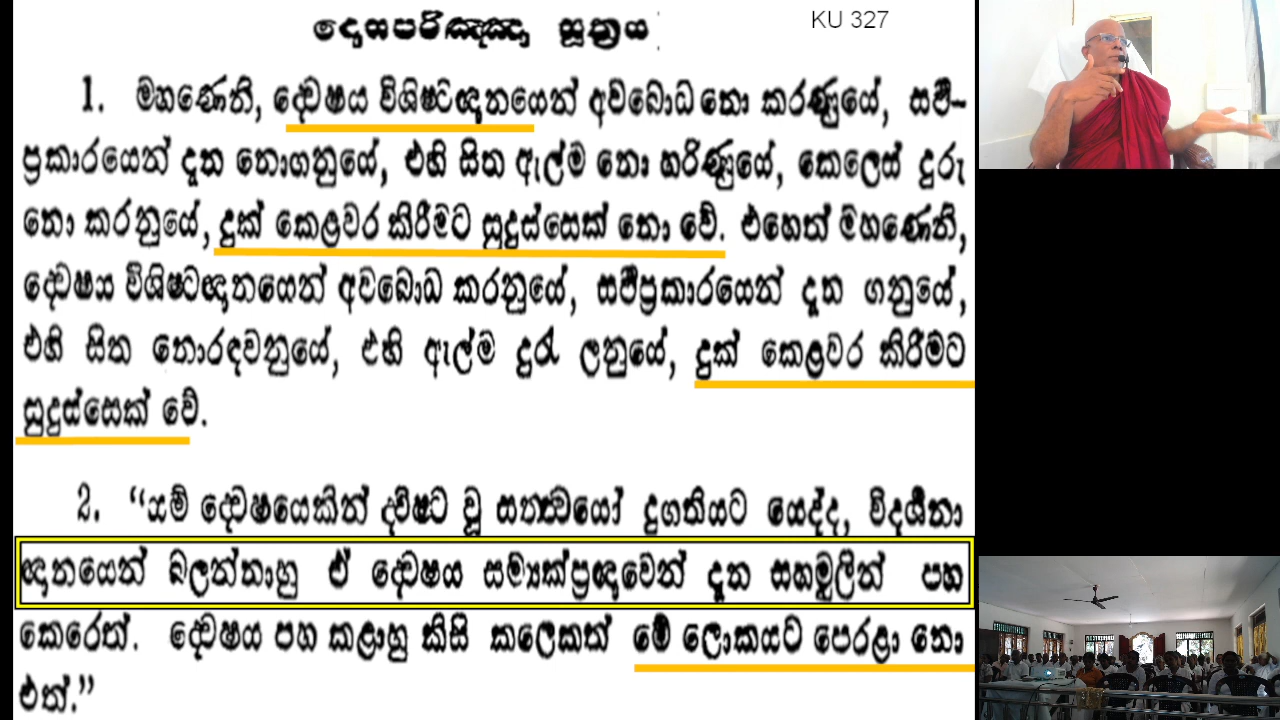 දොසපරිඤ්ඤා සූත්‍රය
KU 327
1. මහණෙනි, ද්වේෂය විශිෂ්ටඥානයෙන් අවබොධ නො කරණුයේ, සර්ව-
ප්‍රකාරයෙන් දැන නොගනුයේ, එහි සිත ඇල්ම නො හරිණුයේ, කෙලෙස් දුරු
නො කරනුයේ, දුක් කෙළවර කිරීමට සුදුස්සෙක් නො වේ. එහෙත් මහණෙනි,
ද්වේෂය විශිෂ්ටඥානයෙන් අවබොධ කරනුයේ, සර්වප්‍රකාරයෙන් දැන ගනුයේ,
එහි සිත නොරඳවනුයේ, එහි ඇල්ම දුරු ලනුයේ, දුක් කෙළවර කිරීමට
සුදුස්සෙක් වේ.
2. “යම් ද්වේෂයෙකින් ද්විෂ්ට වූ සත්ත්වයෝ දුගතියට යෙද්ද, විදර්ශනා
ඥානයෙන් බලන්නාහු ඒ ද්වේෂය සම්‍යක්ප්‍රඥාවෙන් දැන සහමුලින් පහ
කෙරෙත්. ද්වේෂය පහ කළාහු කිසි කලෙකත් මේ ලොකයට පෙරළා නො
එත්.”